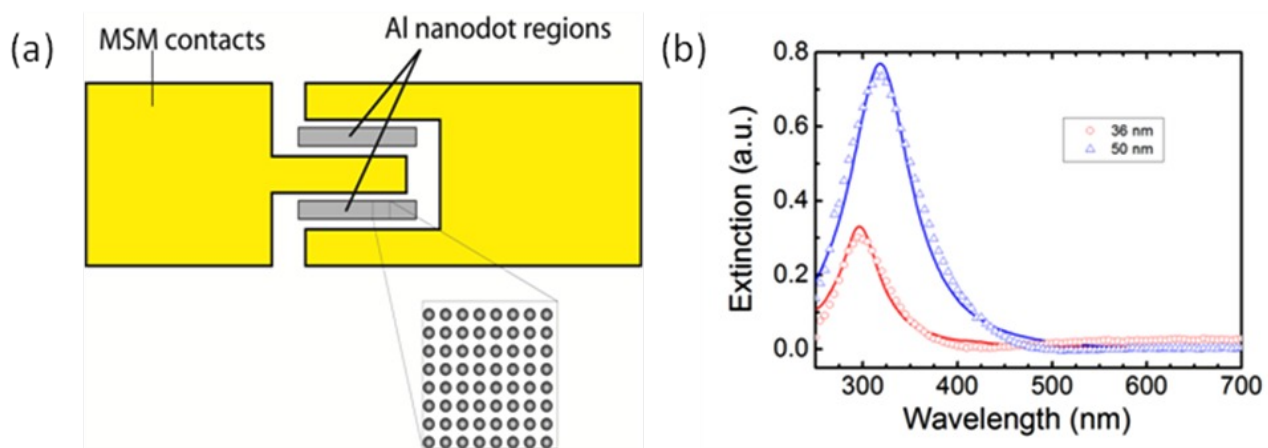 (a)
MSM contacts
Al nanodot regions
(b)
Extinction (a.u.)
0.8
0.6
0.4
0.2
0.0
36 nm
50 nm
300 400 500 600 700
Wavelength (nm)